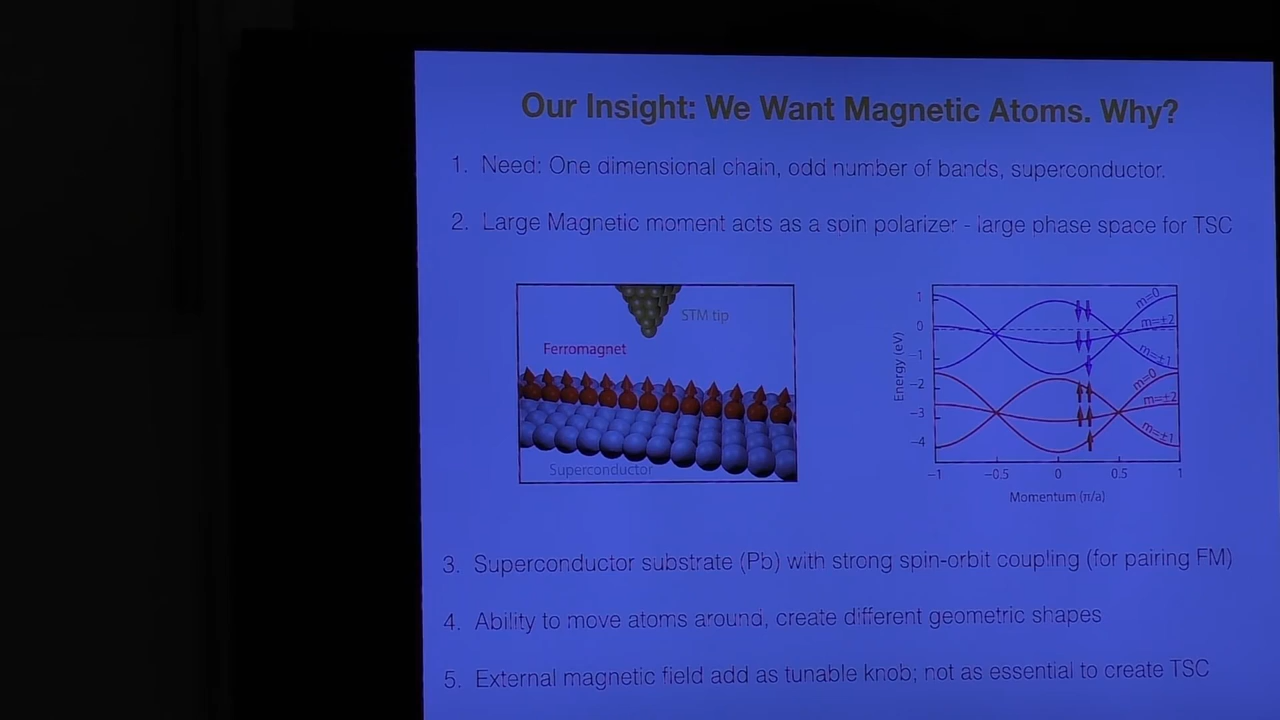 Our Insight: We Want Magnetic Atoms. Why?
1. Need: One dimensional chain, odd number of bands, superconductor.
2. Large Magnetic moment acts as a spin polarizer - large phase space for TSC
STM tip
Ferromagnet
Superconductor
Energy (eV)
1
0
−1
−2
−3
−4
m=0
m=±2
m=±1
m=0
m=±2
m=±1
−1
−0.5
0
0.5
1
Momentum (π/a)
3. Superconductor substrate (Pb) with strong spin-orbit coupling (for pairing FM)
4. Ability to move atoms around, create different geometric shapes
5. External magnetic field add as tunable knob; not as essential to create TSC